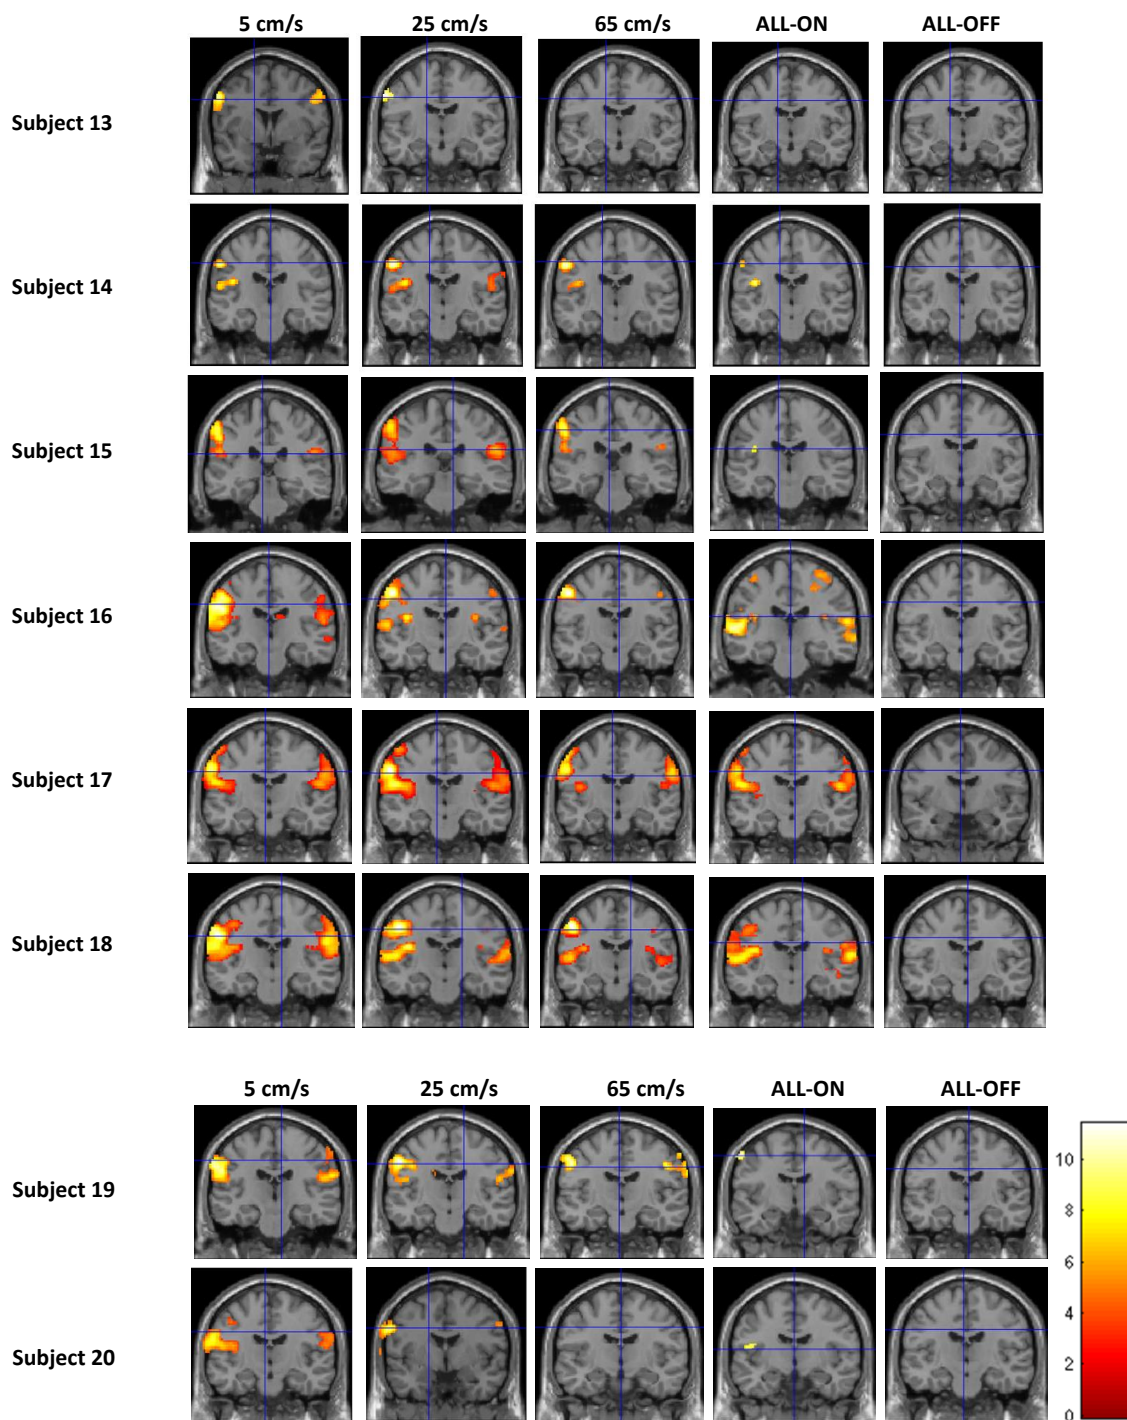 5 cm/s 25 cm/s 65 cm/s ALL-ON ALL-OFF
Subject 13
Subject 14
Subject 15
Subject 16
Subject 17
Subject 18
5 cm/s 25 cm/s 65 cm/s ALL-ON ALL-OFF
10
Subject 19
8
6
4
Subject 20
2
0